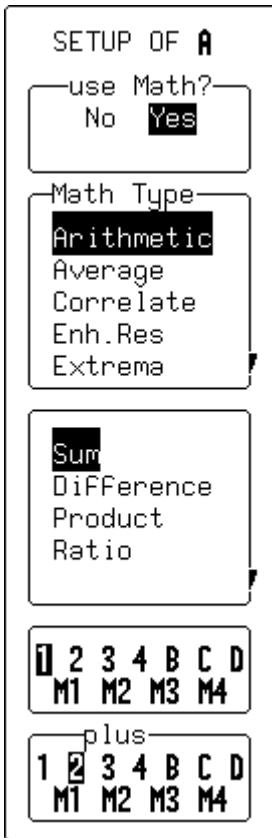 SETUP OF A
use Math?
No Yes
Math Type
Arithmetic
Average
Correlate
Enh.Res
Extrema
Sum
Difference
Product
Ratio
1 2 3 4 B C D
M1 M2 M3 M4
plus
1 2 3 4 B C D
M1 M2 M3 M4